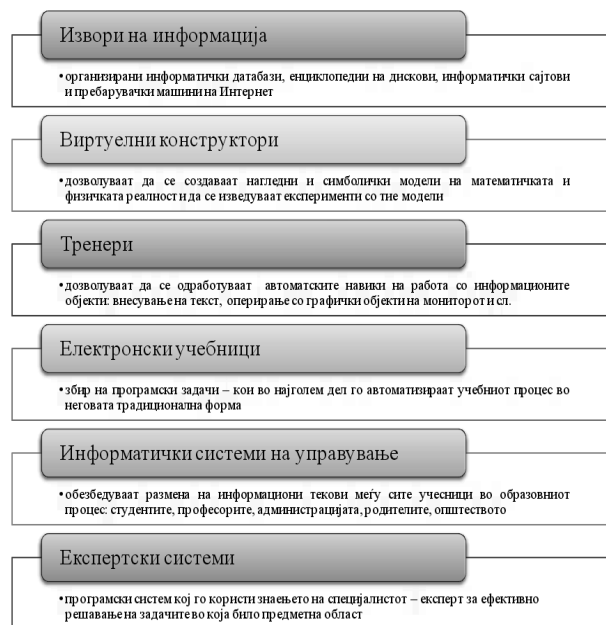 Извори на информација
•организирани информатички датабази, енциклопедии на дискови, информатички сајтови
и пребарувачки машини на Интернет
Виртуелни конструктори
•дозволуваат да се создаваат нагледни и симболички модели на математичката и
физичката реалност и да се изведуваат експерименти со тие модели
Тренери
•дозволуваат да се одработуваат автоматските навики на работа со информационите
објекти: внесување на текст, оперирање со графички објекти на мониторот и сл.
Електронски учебници
•збир на програмски задачи – кои во најголем дел го автоматизираат учебниот процес во
неговата традиционална форма
Информатички системи на управување
•обезбедуваат размена на информациони текови меѓу сите учесници во образовниот
процес: студентите, професорите, администрацијата, родителите, општеството
Експертски системи
•програмски систем кој го користи знаењето на специјалистот – експерт за ефективно
решавање на задачите во која било предметна област